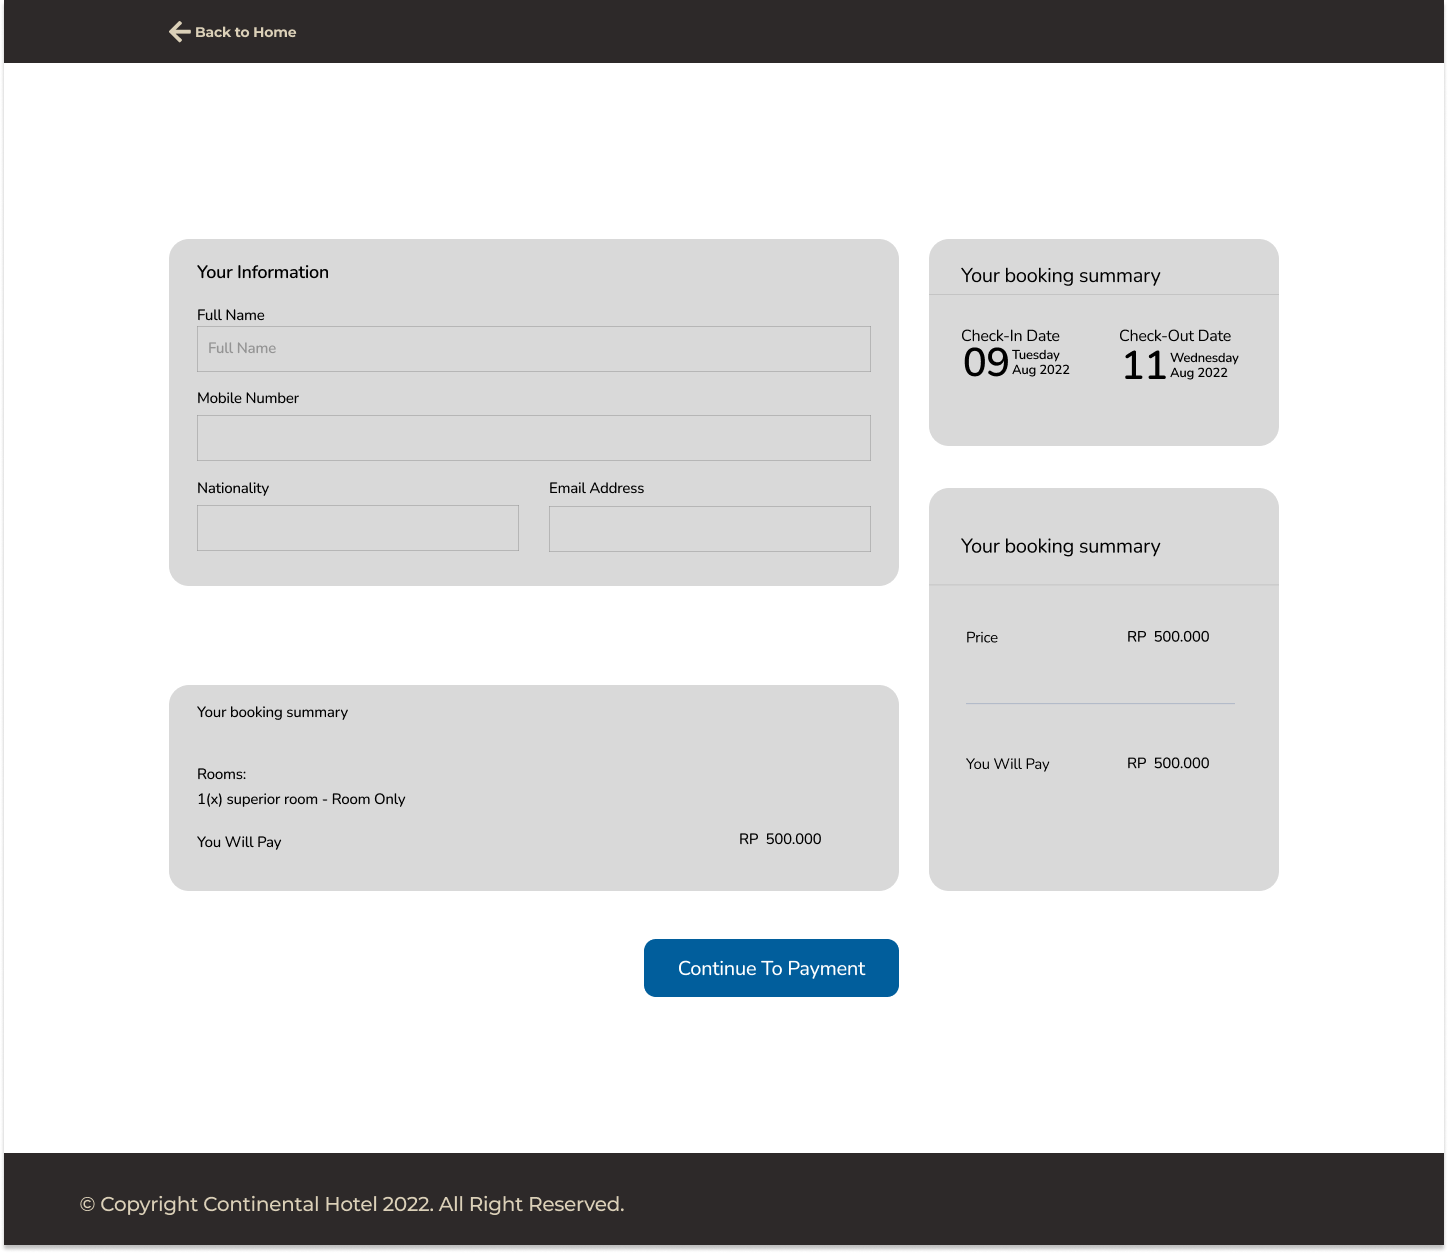 Back to Home
Your Information
Full Name
Full Name
Mobile Number
Nationality
Email Address
Your booking summary
Check-In Date
09
Tuesday
Aug 2022
Check-Out Date
11
Wednesday
Aug 2022
Your booking summary
Price
RP 500.000
You Will Pay
RP 500.000
Your booking summary
Rooms:
1(x) superior room - Room Only
You Will Pay
RP 500.000
Continue To Payment
© Copyright Continental Hotel 2022. All Right Reserved.